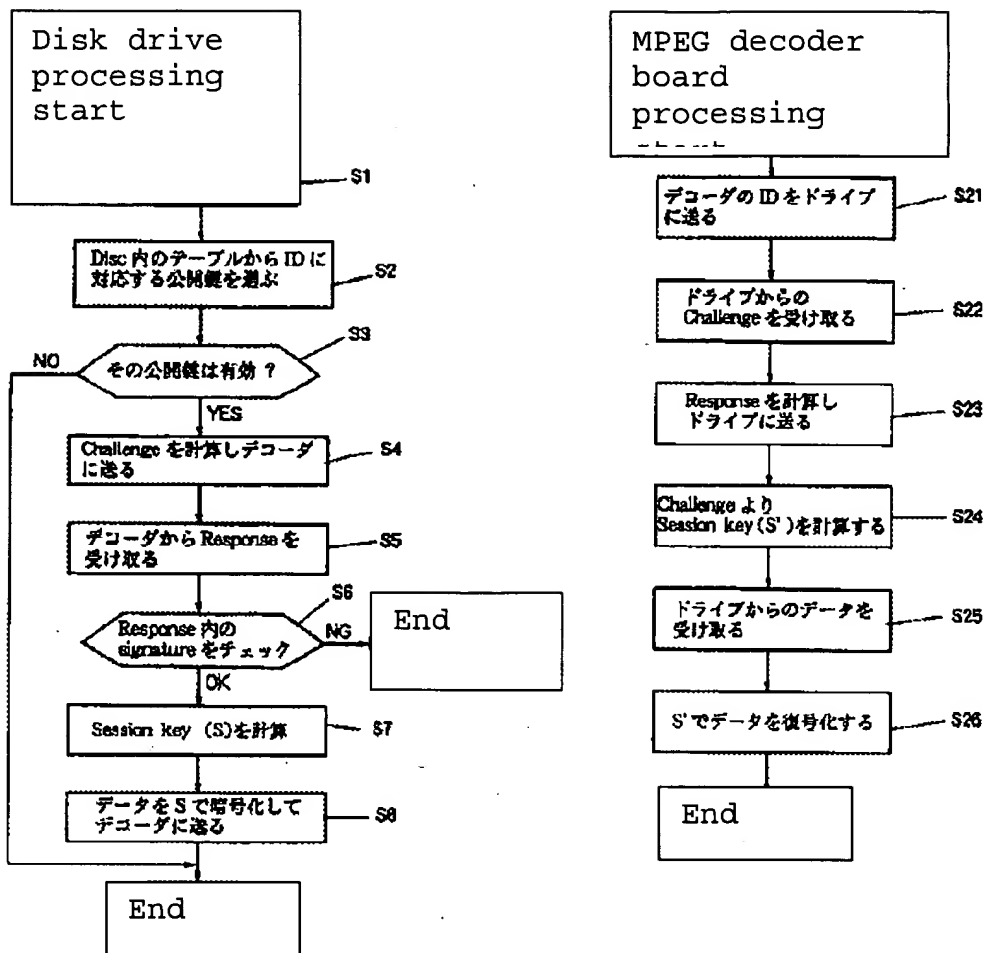 Disk drive
processing
start
S1
Disc 内のテーブルから ID に
対応する公開鍵を選ぶ
S2
S3
その公開鍵は有効 ?
NO
YES
Challenge を計算しデコーダ
に送る
S4
デコーダから Response を
受け取る
S5
S6
Response 内の
signature をチェック
NG
End
OK
Session key (S)を計算
S7
データを S で暗号化して
デコーダに送る
S8
End
MPEG decoder
board
processing
デコーダの ID をドライブ
に送る
S21
ドライブからの
Challenge を受け取る
S22
Response を計算し
ドライブに送る
S23
Challenge より
Session key (S')を計算する
S24
ドライブからのデータを
受け取る
S25
S' でデータを復号化する
S26
End